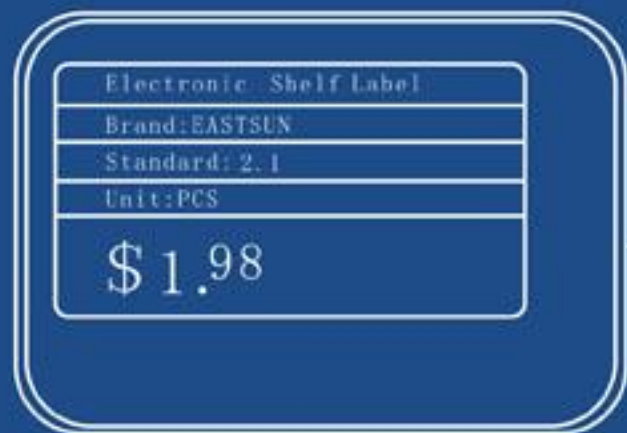 Electronic Shelf Label
Brand:EASTSUN
Standard: 2.1
Unit:PCS
$1.98